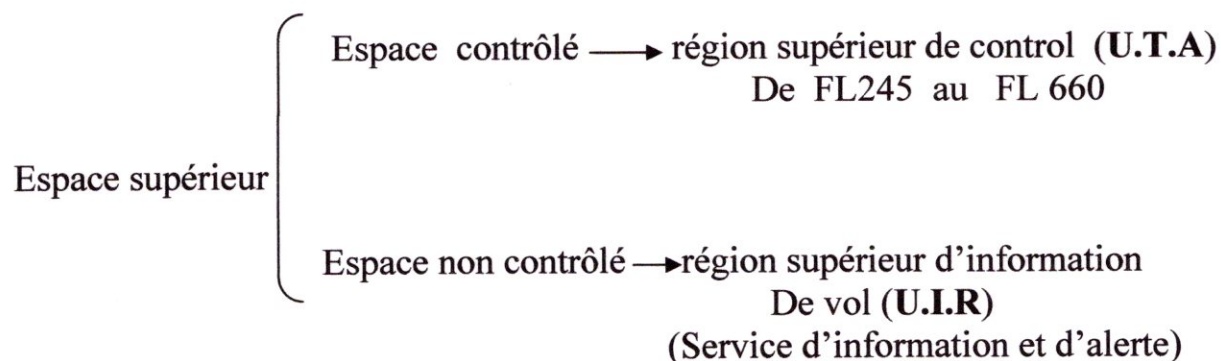 Espace contrôlé → région supérieur de control (U.T.A)
De FL245 au FL 660
Espace supérieur
Espace non contrôlé →région supérieur d'information
De vol (U.I.R)
(Service d'information et d'alerte)